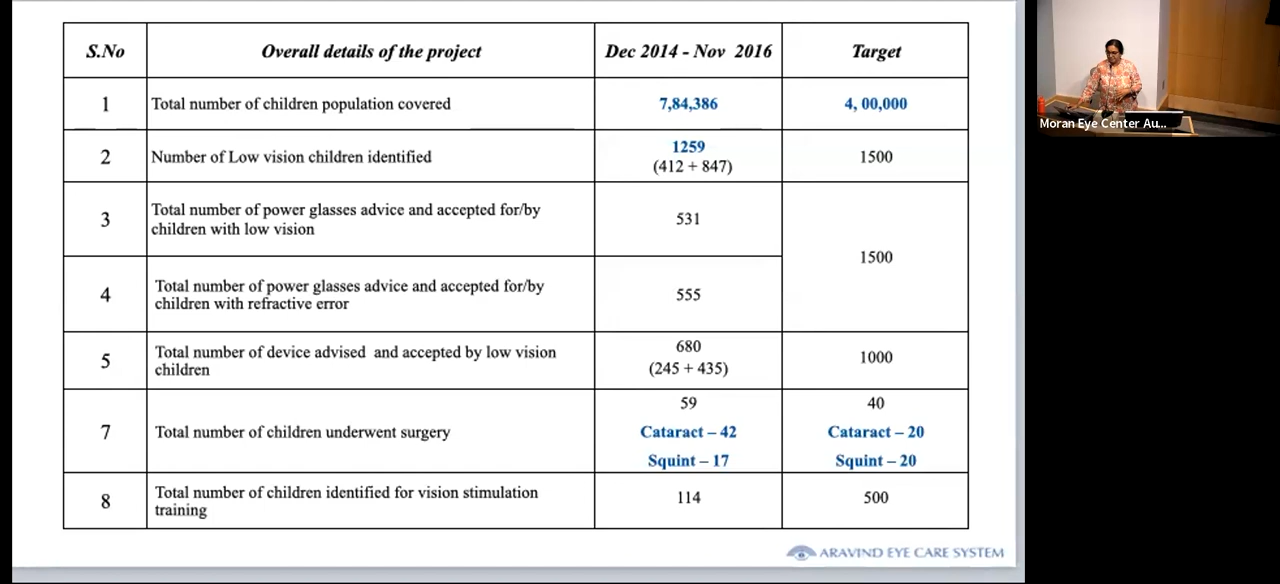 S.No Overall details of the project Dec 2014 - Nov 2016 Target
1 Total number of children population covered 7,84,386 4, 00,000
2 Number of Low vision children identified 1259 1500
(412 + 847)
3 Total number of power glasses advice and accepted for/by
children with low vision 531
1500
4 Total number of power glasses advice and accepted for/by
children with refractive error 555
5 Total number of device advised and accepted by low vision
children 680 1000
(245 + 435)
7 Total number of children underwent surgery 59 40
Cataract – 42 Cataract – 20
Squint – 17 Squint – 20
8 Total number of children identified for vision stimulation
training 114 500
ARAVIND EYE CARE SYSTEM
Moran Eye Center Au...